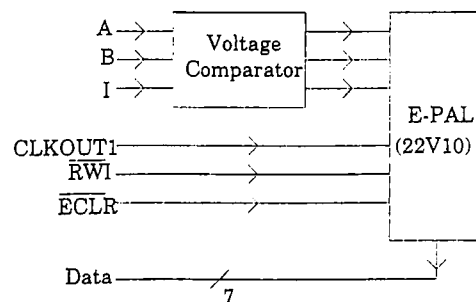 A
B
I
Voltage
Comparator
E-PAL
(22V10)
CLKOUT1
RWI
ECLR
Data
7